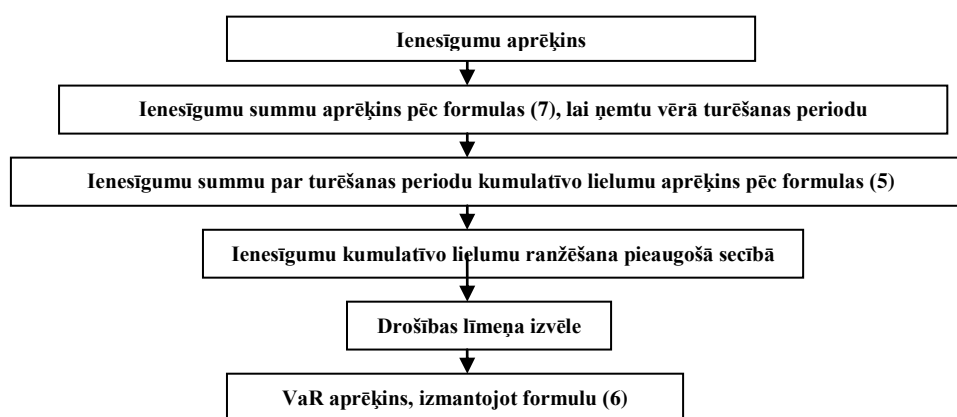 Ienesīgumu aprēķins
Ienesīgumu summu aprēķins pēc formulas (7), lai ņemtu vērā turēšanas periodu
Ienesīgumu summu par turēšanas periodu kumulatīvo lielumu aprēķins pēc formulas (5)
Ienesīgumu kumulatīvo lielumu ranžēšana pieaugošā secībā
Drošības līmeņa izvēle
VaR aprēķins, izmantojot formulu (6)